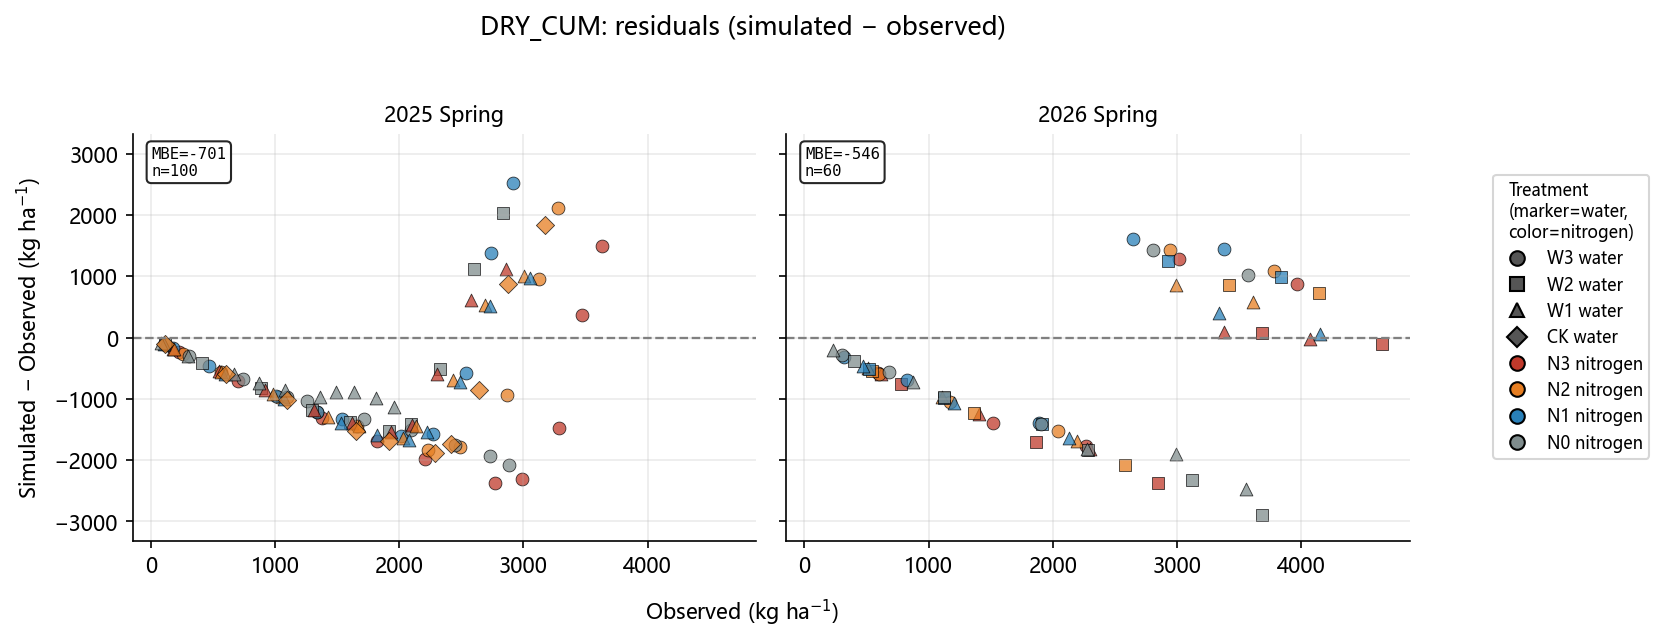 DRY_CUM: residuals (simulated − observed)
2025 Spring
2026 Spring
MBE=-701
n=100
MBE=-546
n=60
3000
2000
1000
0
−1000
−2000
−3000
Simulated − Observed (kg ha⁻¹)
0 1000 2000 3000 4000
0 1000 2000 3000 4000
Observed (kg ha⁻¹)
Treatment
(marker=water,
color=nitrogen)
W3 water
W2 water
W1 water
CK water
N3 nitrogen
N2 nitrogen
N1 nitrogen
N0 nitrogen